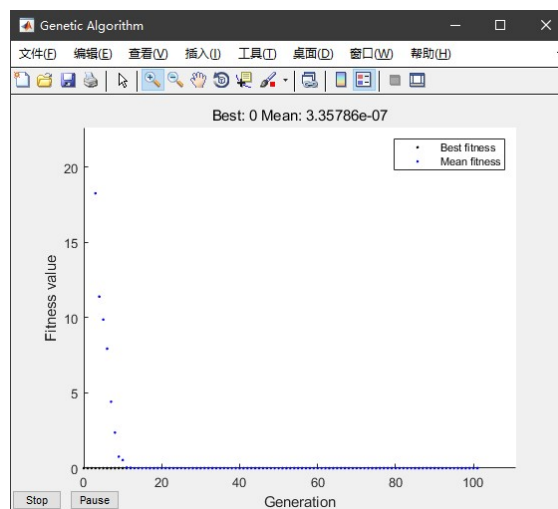 Genetic Algorithm
文件(F) 编辑(E) 查看(V) 插入(I) 工具(T) 桌面(D) 窗口(W) 帮助(H)
Best: 0 Mean: 3.35786e-07
Best fitness
Mean fitness
20
15
10
5
0
Fitness value
0 20 40 60 80 100
Generation
Stop Pause